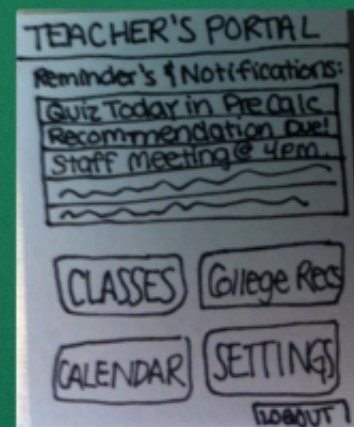 TEACHER'S PORTAL
Reminder's & Notifications:
Quiz Today in PreCalc
Recommendation Due!
Staff Meeting @ 4pm.
CLASSES
College Recs
CALENDAR
SETTINGS
LOGOUT